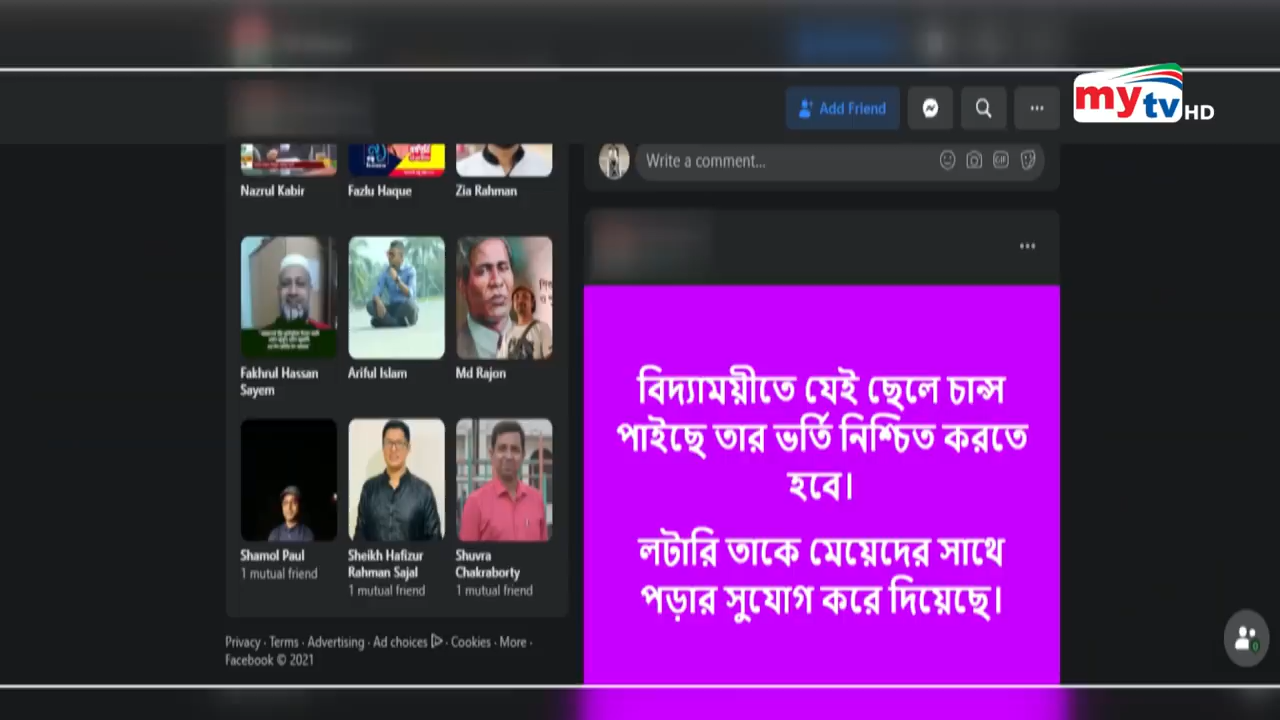 Add Friend
mytv HD
Write a comment...
GIF
Nazrul Kabir
Fazlu Haque
Zia Rahman
Fakhrul Hassan
Sayem
Ariful Islam
Md Rajon
Shamol Paul
1 mutual friend
Sheikh Hafizur
Rahman Sajal
1 mutual friend
Shuvra
Chakraborty
1 mutual friend
Privacy · Terms · Advertising · Ad choices · Cookies · More ·
Facebook © 2021
বিদ্যাময়ীতে যেই ছেলে চান্স
পাইছে তার ভর্তি নিশ্চিত করতে
হবে।
লটারি তাকে মেয়েদের সাথে
পড়ার সুযোগ করে দিয়েছে।
0